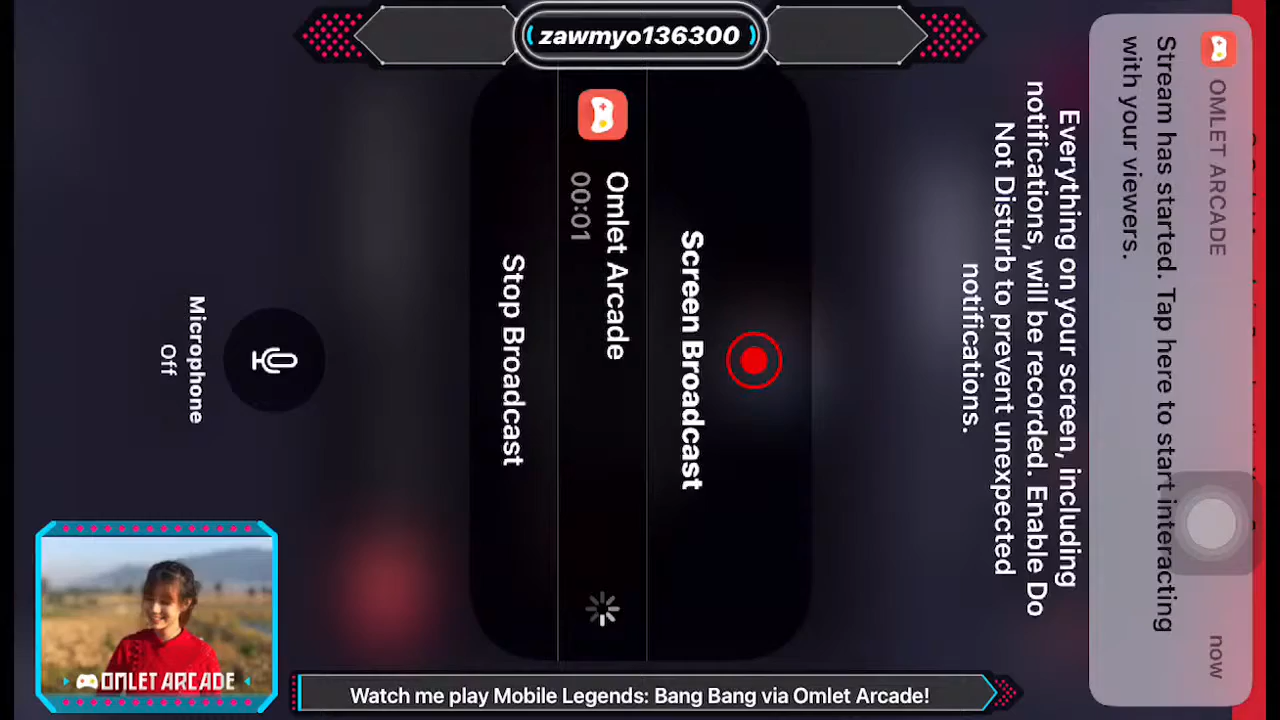 zawmyo136300
OMLET ARCADE
now
Stream has started. Tap here to start interacting
with your viewers.
Everything on your screen, including
notifications, will be recorded. Enable Do
Not Disturb to prevent unexpected
notifications.
Screen Broadcast
Omlet Arcade
00:01
Stop Broadcast
Microphone
Off
OMLET ARCADE
Watch me play Mobile Legends: Bang Bang via Omlet Arcade!